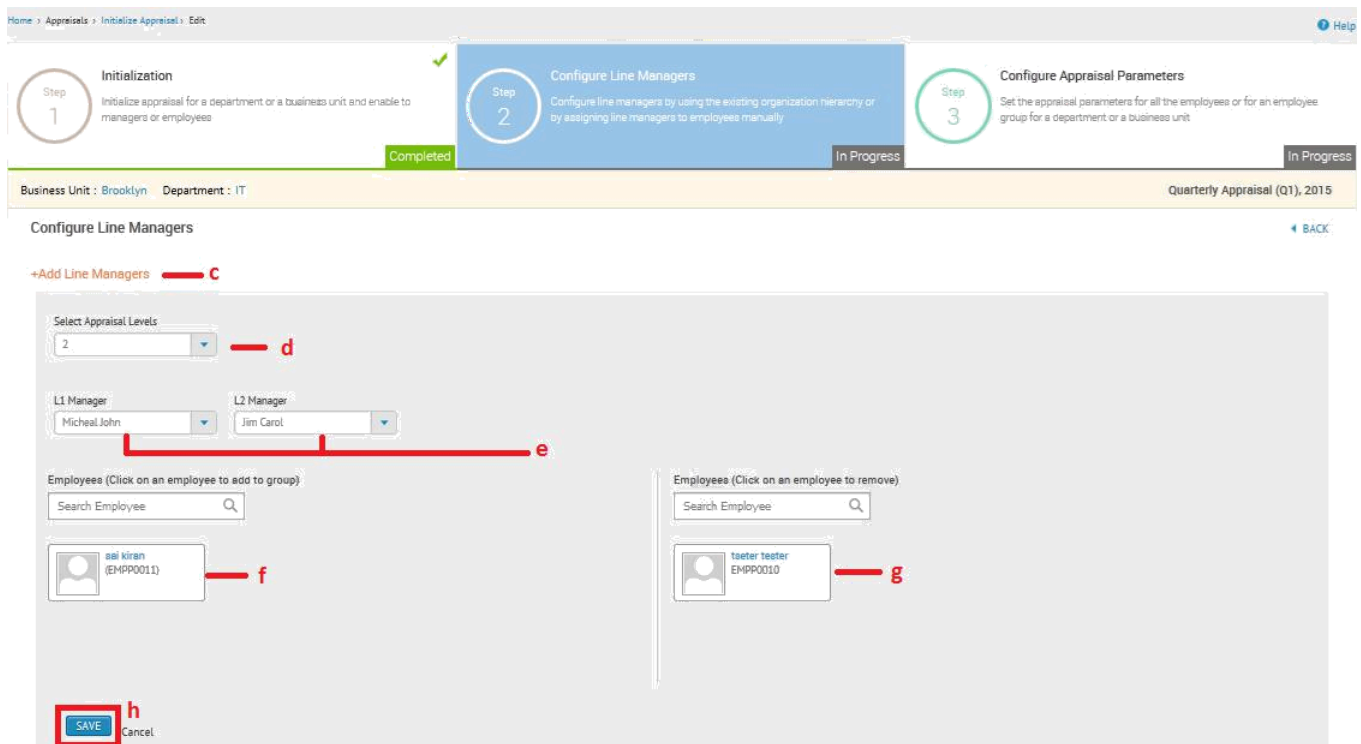 Home > Appraisals > Initialize Appraisal > Edit
Help
Step 1
Initialization
Initialize appraisal for a department or a business unit and enable to
managers or employees
Completed
Step 2
Configure Line Managers
Configure line managers by using the existing organization hierarchy or
by assigning line managers to employees manually
In Progress
Step 3
Configure Appraisal Parameters
Set the appraisal parameters for all the employees or for an employee
group for a department or a business unit
In Progress
Business Unit : Brooklyn Department : IT
Quarterly Appraisal (Q1), 2015
Configure Line Managers
BACK
+Add Line Managers
c
Select Appraisal Levels
2
d
L1 Manager
L2 Manager
Micheal John
Jim Carol
e
Employees (Click on an employee to add to group)
Employees (Click on an employee to remove)
Search Employee
Search Employee
sai kiran
(EMPP0011)
f
taeter tester
EMPP0010
g
h
SAVE
Cancel